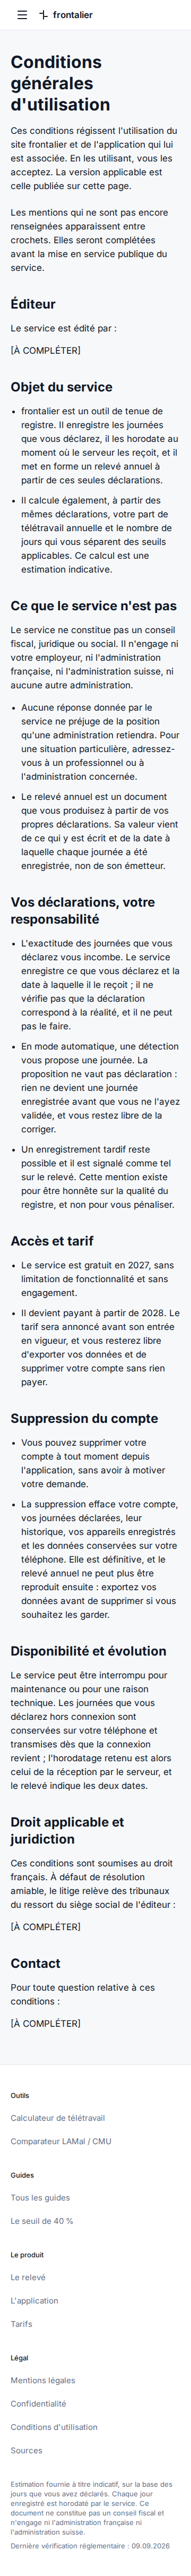 frontalier
Conditions
générales
d'utilisation
Ces conditions régissent l'utilisation du
site frontalier et de l'application qui lui
est associée. En les utilisant, vous les
acceptez. La version applicable est
celle publiée sur cette page.
Les mentions qui ne sont pas encore
renseignées apparaissent entre
crochets. Elles seront complétées
avant la mise en service publique du
service.
Éditeur
Le service est édité par :
[À COMPLÉTER]
Objet du service
• frontalier est un outil de tenue de
registre. Il enregistre les journées
que vous déclarez, il les horodate au
moment où le serveur les reçoit, et il
met en forme un relevé annuel à
partir de ces seules déclarations.
• Il calcule également, à partir des
mêmes déclarations, votre part de
télétravail annuelle et le nombre de
jours qui vous séparent des seuils
applicables. Ce calcul est une
estimation indicative.
Ce que le service n'est pas
Le service ne constitue pas un conseil
fiscal, juridique ou social. Il n'engage ni
votre employeur, ni l'administration
française, ni l'administration suisse, ni
aucune autre administration.
• Aucune réponse donnée par le
service ne préjuge de la position
qu'une administration retiendra. Pour
une situation particulière, adressez-
vous à un professionnel ou à
l'administration concernée.
• Le relevé annuel est un document
que vous produisez à partir de vos
propres déclarations. Sa valeur vient
de ce qui y est écrit et de la date à
laquelle chaque journée a été
enregistrée, non de son émetteur.
Vos déclarations, votre
responsabilité
• L'exactitude des journées que vous
déclarez vous incombe. Le service
enregistre ce que vous déclarez et la
date à laquelle il le reçoit ; il ne
vérifie pas que la déclaration
correspond à la réalité, et il ne peut
pas le faire.
• En mode automatique, une détection
vous propose une journée. La
proposition ne vaut pas déclaration :
rien ne devient une journée
enregistrée avant que vous ne l'ayez
validée, et vous restez libre de la
corriger.
• Un enregistrement tardif reste
possible et il est signalé comme tel
sur le relevé. Cette mention existe
pour être honnête sur la qualité du
registre, et non pour vous pénaliser.
Accès et tarif
• Le service est gratuit en 2027, sans
limitation de fonctionnalité et sans
engagement.
• Il devient payant à partir de 2028. Le
tarif sera annoncé avant son entrée
en vigueur, et vous resterez libre
d'exporter vos données et de
supprimer votre compte sans rien
payer.
Suppression du compte
• Vous pouvez supprimer votre
compte à tout moment depuis
l'application, sans avoir à motiver
votre demande.
• La suppression efface votre compte,
vos journées déclarées, leur
historique, vos appareils enregistrés
et les données conservées sur votre
téléphone. Elle est définitive, et le
relevé annuel ne peut plus être
reproduit ensuite : exportez vos
données avant de supprimer si vous
souhaitez les garder.
Disponibilité et évolution
Le service peut être interrompu pour
maintenance ou pour une raison
technique. Les journées que vous
déclarez hors connexion sont
conservées sur votre téléphone et
transmises dès que la connexion
revient ; l'horodatage retenu est alors
celui de la réception par le serveur, et
le relevé indique les deux dates.
Droit applicable et
juridiction
Ces conditions sont soumises au droit
français. À défaut de résolution
amiable, le litige relève des tribunaux
du ressort du siège social de l'éditeur :
[À COMPLÉTER]
Contact
Pour toute question relative à ces
conditions :
[À COMPLÉTER]
Outils
Calculateur de télétravail
Comparateur LAMal / CMU
Guides
Tous les guides
Le seuil de 40 %
Le produit
Le relevé
L'application
Tarifs
Légal
Mentions légales
Confidentialité
Conditions d'utilisation
Sources
Estimation fournie à titre indicatif, sur la base des
jours que vous avez déclarés. Chaque jour
enregistré est horodaté par le service. Ce
document ne constitue pas un conseil fiscal et
n'engage ni l'administration française ni
l'administration suisse.
Dernière vérification réglementaire : 09.09.2026